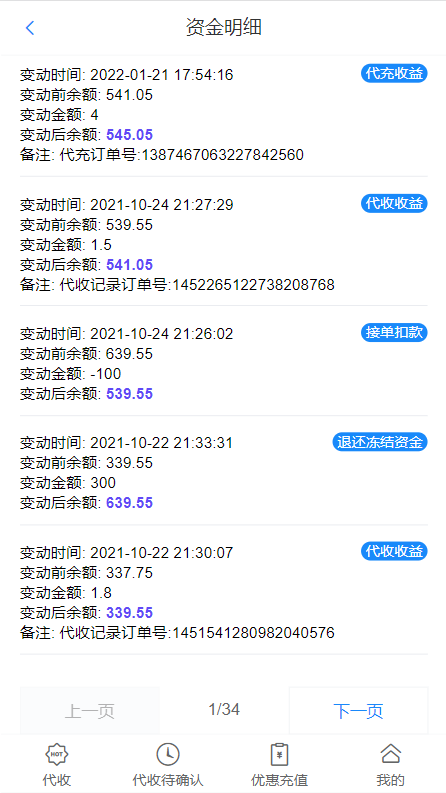 资金明细
变动时间: 2022-01-21 17:54:16 代充收益
变动前余额: 541.05
变动金额: 4
变动后余额: 545.05
备注: 代充订单号:1387467063227842560
变动时间: 2021-10-24 21:27:29 代收收益
变动前余额: 539.55
变动金额: 1.5
变动后余额: 541.05
备注: 代收记录订单号:1452265122738208768
变动时间: 2021-10-24 21:26:02 接单扣款
变动前余额: 639.55
变动金额: -100
变动后余额: 539.55
变动时间: 2021-10-22 21:33:31 退还冻结资金
变动前余额: 339.55
变动金额: 300
变动后余额: 639.55
变动时间: 2021-10-22 21:30:07 代收收益
变动前余额: 337.75
变动金额: 1.8
变动后余额: 339.55
备注: 代收记录订单号:1451541280982040576
上一页 1/34 下一页
HOT ¥
代收 代收待确认 优惠充值 我的